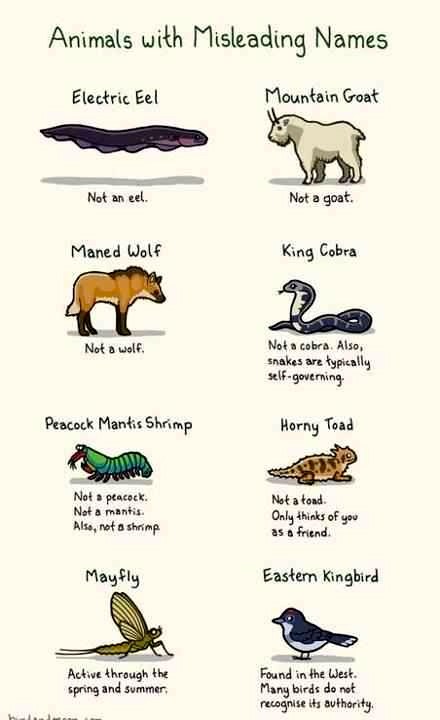 Animals with Misleading Names
Electric Eel
Not an eel.
Mountain Goat
Not a goat.
Maned Wolf
Not a wolf.
King Cobra
Not a cobra. Also,
snakes are typically
self-governing.
Peacock Mantis Shrimp
Not a peacock.
Not a mantis.
Also, not a shrimp.
Horny Toad
Not a toad.
Only thinks of you
as a friend.
Mayfly
Active through the
spring and summer.
Eastern Kingbird
Found in the West.
Many birds do not
recognise its authority.